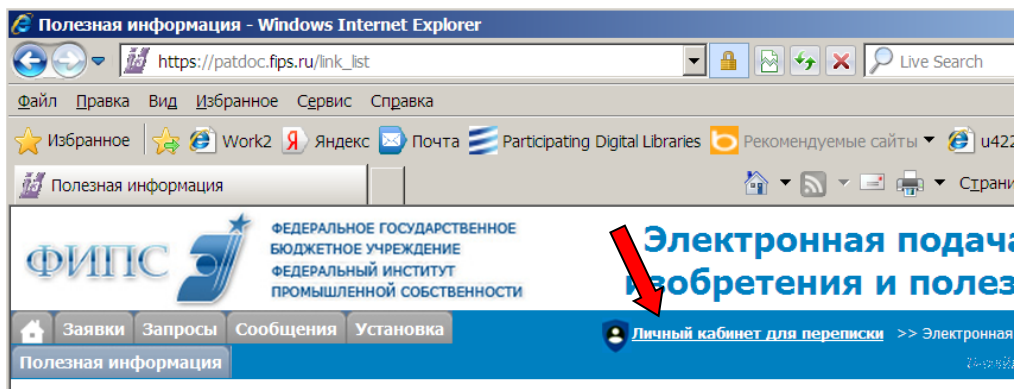 Полезная информация - Windows Internet Explorer
https://patdoc.fips.ru/link_list
Live Search
Файл Правка Вид Избранное Сервис Справка
Избранное Work2 Яндекс Почта Participating Digital Libraries Рекомендуемые сайты u422
Полезная информация
Страни
ФИПС
ФЕДЕРАЛЬНОЕ ГОСУДАРСТВЕННОЕ
БЮДЖЕТНОЕ УЧРЕЖДЕНИЕ
ФЕДЕРАЛЬНЫЙ ИНСТИТУТ
ПРОМЫШЛЕННОЙ СОБСТВЕННОСТИ
Электронная подача
изобретения и полез
Заявки Запросы Сообщения Установка
Личный кабинет для переписки >> Электронная
Полезная информация